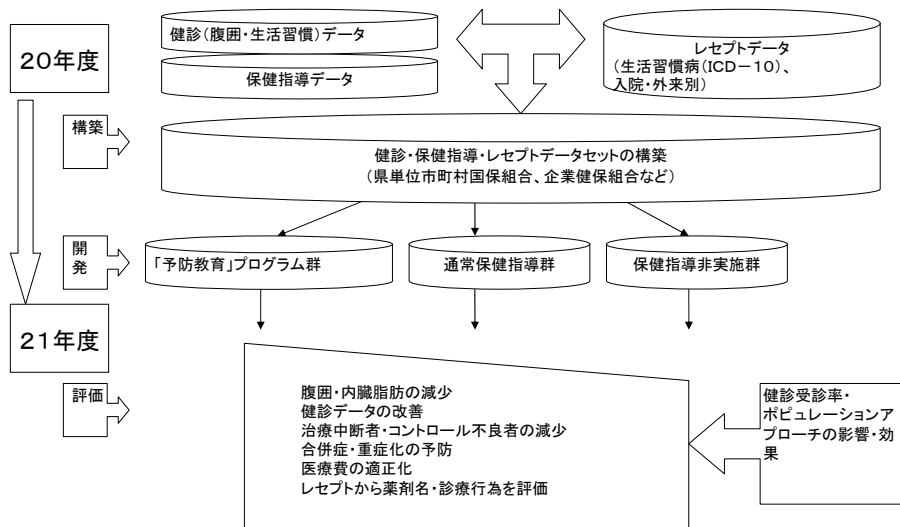 20年度
健診(腹囲・生活習慣)データ
保健指導データ
レセプトデータ
(生活習慣病(ICD-10)、
入院・外来別)
構築
健診・保健指導・レセプトデータセットの構築
(県単位市町村国保組合、企業健保組合など)
開
発
「予防教育」プログラム群
通常保健指導群
保健指導非実施群
21年度
評価
腹囲・内臓脂肪の減少
健診データの改善
治療中断者・コントロール不良者の減少
合併症・重症化の予防
医療費の適正化
レセプトから薬剤名・診療行為を評価
健診受診率・
ポピュレーションア
プローチの影響・効
果